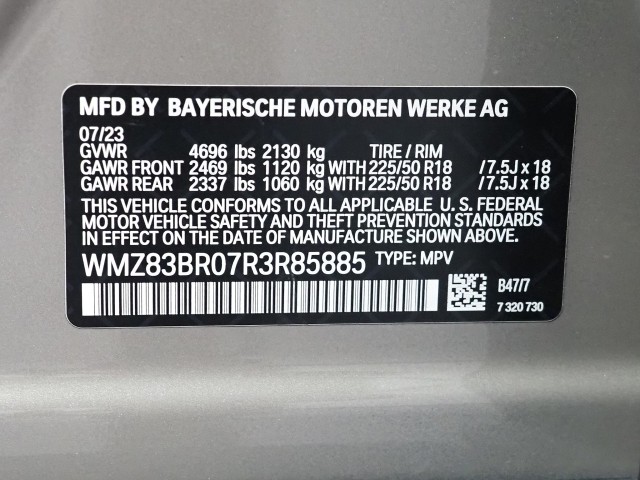 MFD BY BAYERISCHE MOTOREN WERKE AG
07/23
GVWR 4696 lbs 2130 kg TIRE / RIM
GAWR FRONT 2469 lbs 1120 kg WITH 225/50 R18 / 7.5J x 18
GAWR REAR 2337 lbs 1060 kg WITH 225/50 R18 / 7.5J x 18
THIS VEHICLE CONFORMS TO ALL APPLICABLE U. S. FEDERAL
MOTOR VEHICLE SAFETY AND THEFT PREVENTION STANDARDS
IN EFFECT ON THE DATE OF MANUFACTURE SHOWN ABOVE.
WMZ83BR07R3R85885 TYPE: MPV
B47/7
7 320 730